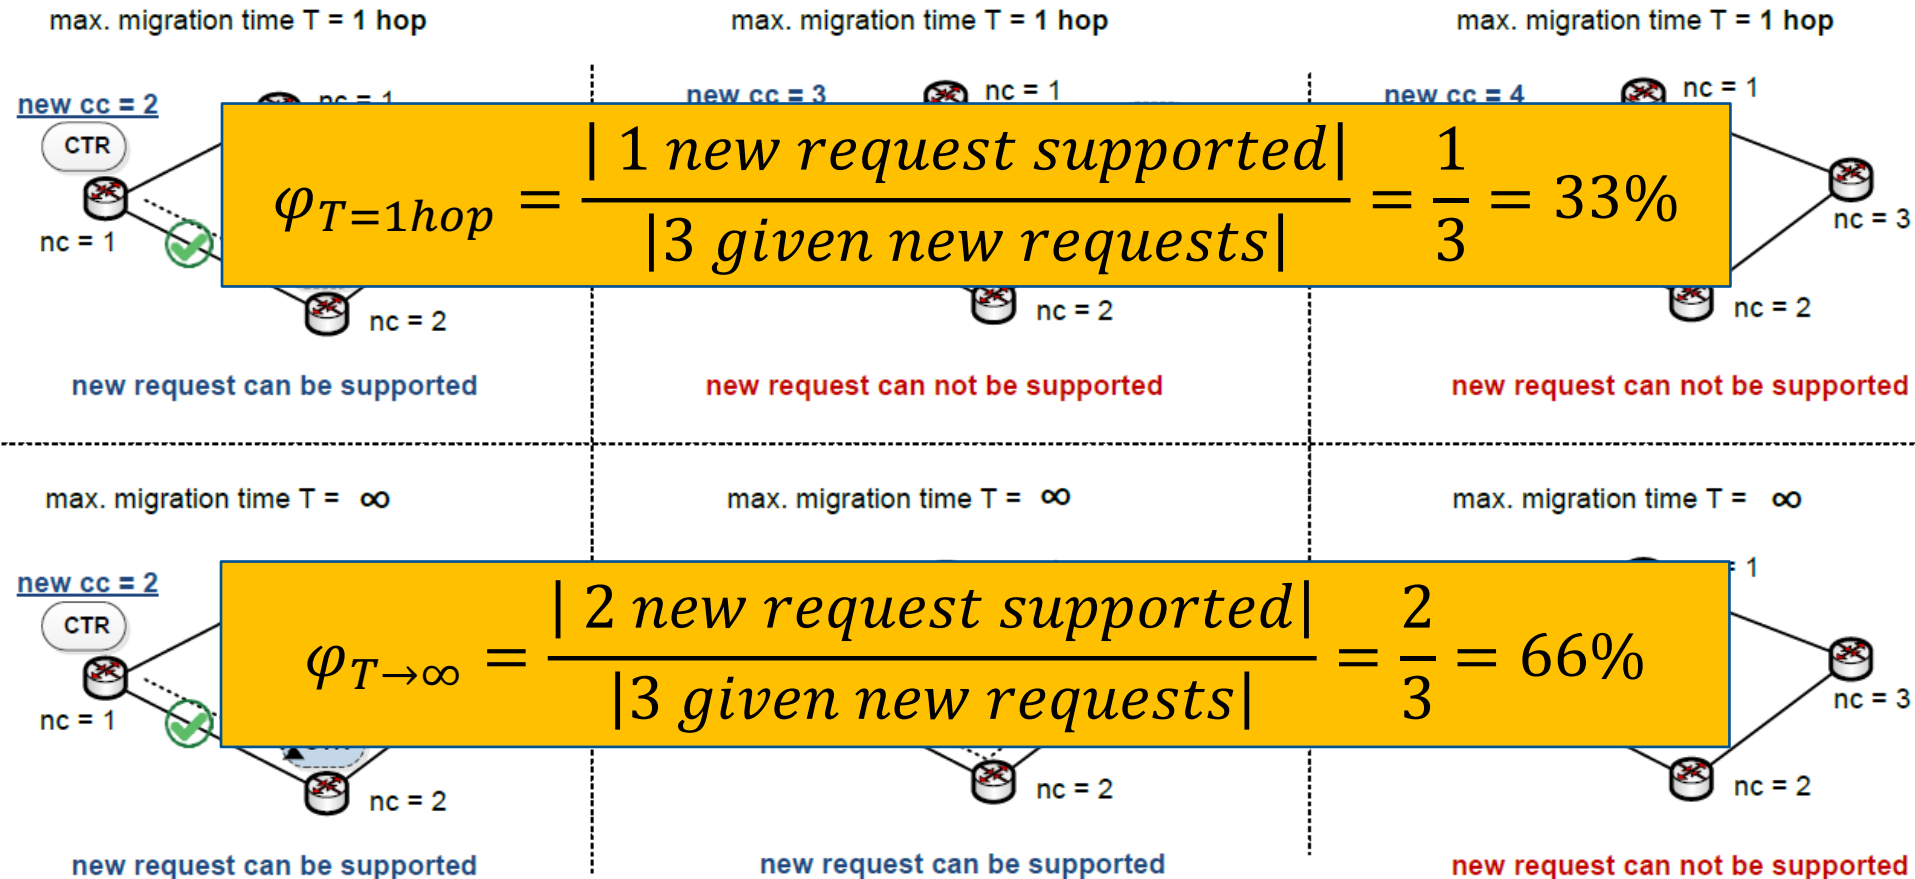 max. migration time T = 1 hop
max. migration time T = 1 hop
max. migration time T = 1 hop
new cc = 2
nc = 1
new cc = 3
nc = 1
new cc = 4
nc = 1
CTR
φ_{T=1hop} = | 1 new request supported| / |3 given new requests| = 1/3 = 33%
nc = 1
nc = 3
nc = 2
nc = 2
nc = 2
new request can be supported
new request can not be supported
new request can not be supported
max. migration time T = ∞
max. migration time T = ∞
max. migration time T = ∞
new cc = 2
1
CTR
φ_{T→∞} = | 2 new request supported| / |3 given new requests| = 2/3 = 66%
nc = 1
nc = 3
nc = 2
nc = 2
nc = 2
new request can be supported
new request can be supported
new request can not be supported